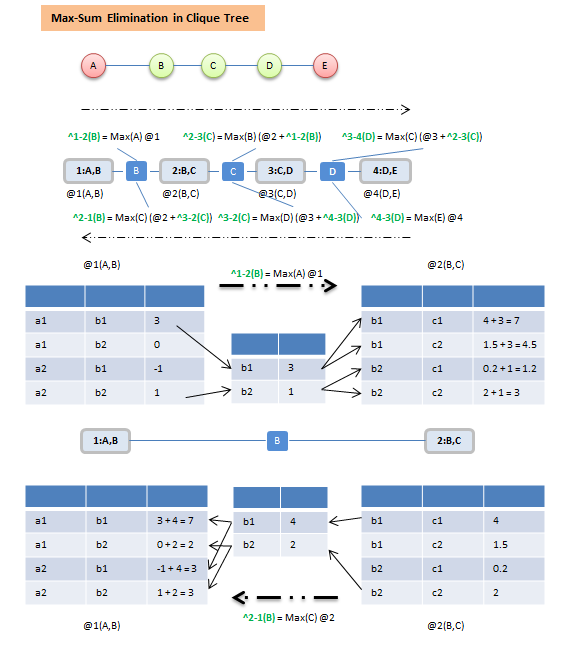 Max-Sum Elimination in Clique Tree
A B C D E
^1-2(B) = Max(A) @1 ^2-3(C) = Max(B) (@2 + ^1-2(B)) ^3-4(D) = Max(C) (@3 + ^2-3(C))
1:A,B B 2:B,C C 3:C,D D 4:D,E
@1(A,B) @2(B,C) @3(C,D) @4(D,E)
^2-1(B) = Max(C) (@2 + ^3-2(C)) ^3-2(C) = Max(D) (@3 + ^4-3(D)) ^4-3(D) = Max(E) @4
@1(A,B) ^1-2(B) = Max(A) @1 @2(B,C)
a1 b1 3
a1 b2 0
a2 b1 -1
a2 b2 1
b1 3
b2 1
b1 c1 4 + 3 = 7
b1 c2 1.5 + 3 = 4.5
b2 c1 0.2 + 1 = 1.2
b2 c2 2 + 1 = 3
1:A,B B 2:B,C
a1 b1 3 + 4 = 7
a1 b2 0 + 2 = 2
a2 b1 -1 + 4 = 3
a2 b2 1 + 2 = 3
b1 4
b2 2
b1 c1 4
b1 c2 1.5
b2 c1 0.2
b2 c2 2
@1(A,B) ^2-1(B) = Max(C) @2 @2(B,C)